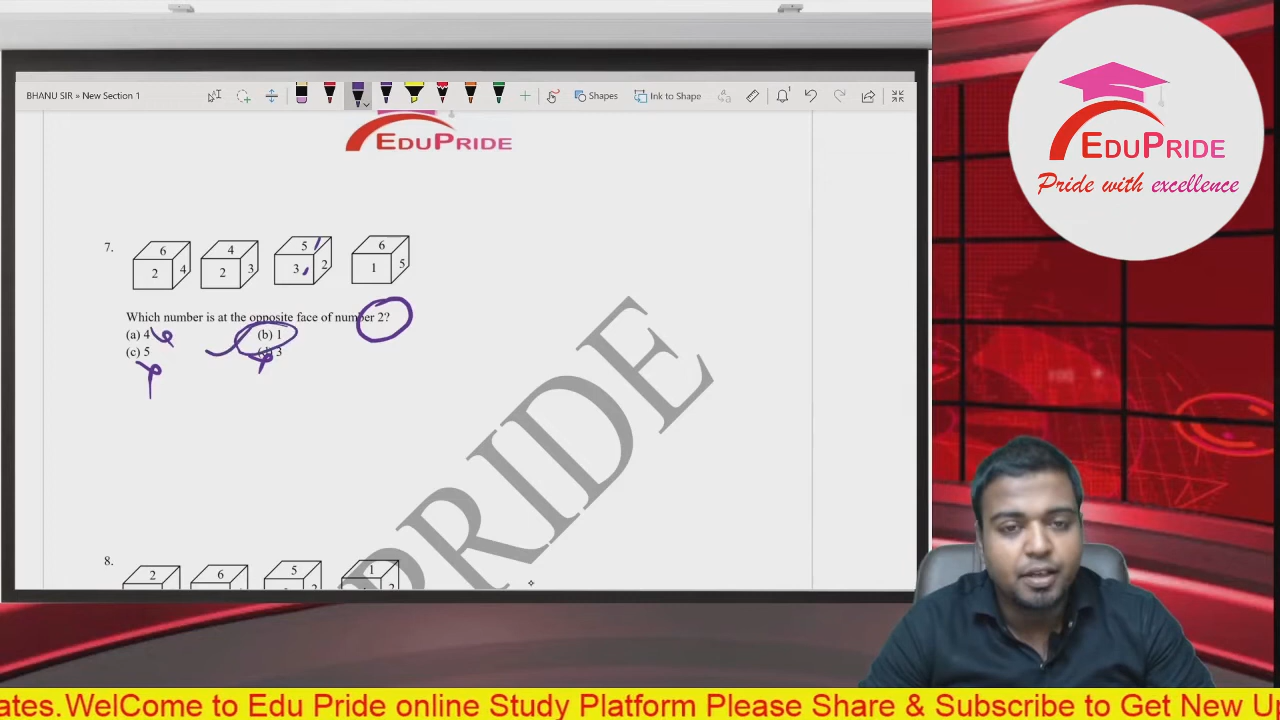 BHANU SIR » New Section 1
Shapes
Ink to Shape
EDUPRIDE
EDUPRIDE
Pride with excellence
7.
6
2 4
4
2 3
5
3 2
6
1 5
Which number is at the opposite face of number 2?
(a) 4 (b) 1
(c) 5 (d) 3
PRIDE
8.
2 6 5 1
ates.WelCome to Edu Pride online Study Platform Please Share & Subscribe to Get New U